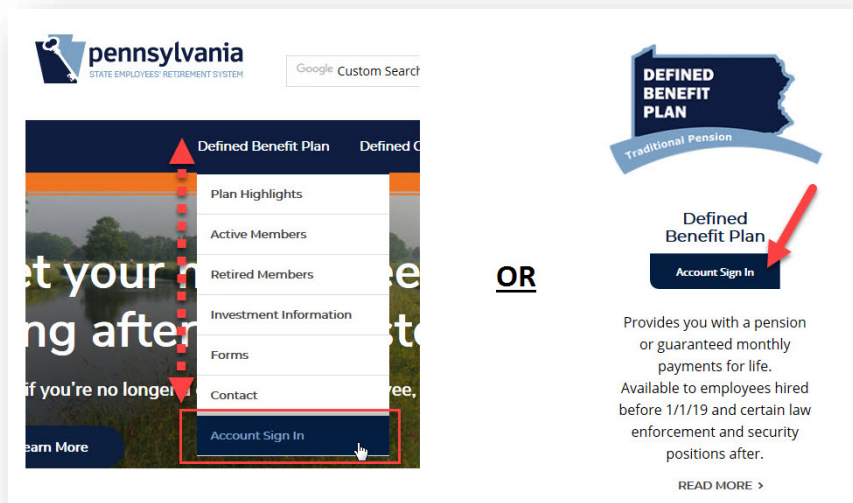 pennsylvania
STATE EMPLOYEES' RETIREMENT SYSTEM
Google Custom Search
Defined Benefit Plan Defined C
Plan Highlights
Active Members
Retired Members
Investment Information
Forms
Contact
Account Sign In
et your
ee
ng after
ste
if you're no longer
ee,
earn More
OR
DEFINED
BENEFIT
PLAN
Traditional Pension
Defined
Benefit Plan
Account Sign In
Provides you with a pension
or guaranteed monthly
payments for life.
Available to employees hired
before 1/1/19 and certain law
enforcement and security
positions after.
READ MORE >